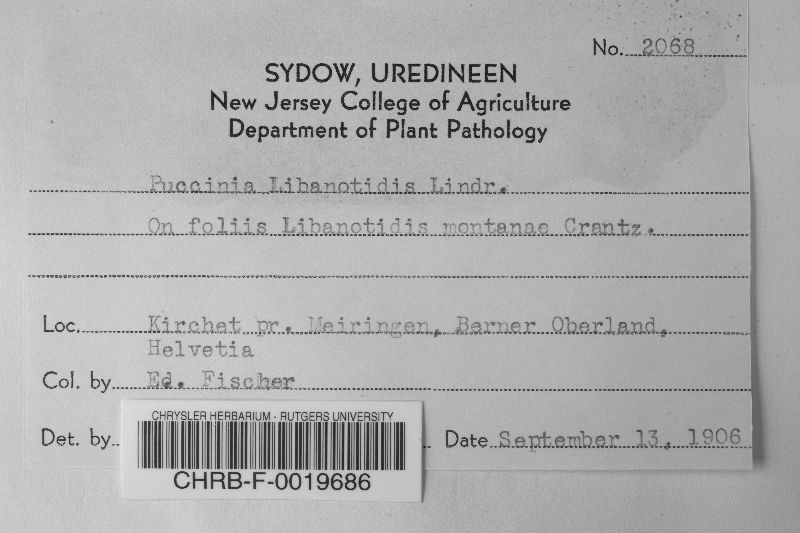 No. 2068
SYDOW, UREDINEEN
New Jersey College of Agriculture
Department of Plant Pathology
Puccinia Libanotidis Lindr.
On foliis Libanotidis montanae Crantz.
Loc. Kirchet pr. Meiringen, Berner Oberland,
Helvetia
Col. by Ed. Fischer
Det. by Date September 13, 1906
CHRYSLER HERBARIUM - RUTGERS UNIVERSITY
CHRB-F-0019686